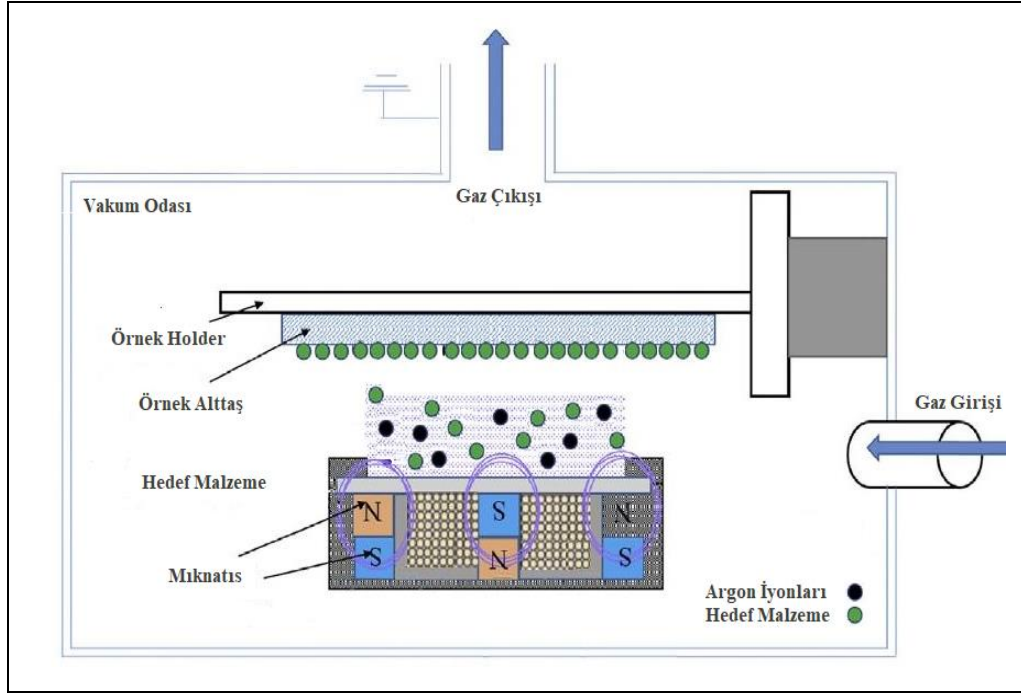 Gaz Çıkışı
Vakum Odası
Örnek Holder
Örnek Alttaş
Gaz Girişi
Hedef Malzeme
N S N
S N S
Mıknatıs
Argon İyonları
Hedef Malzeme